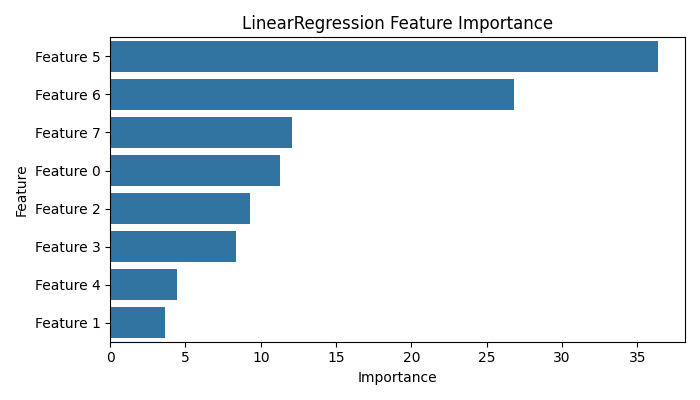 LinearRegression Feature Importance
Feature 5
Feature 6
Feature 7
Feature 0
Feature 2
Feature 3
Feature 4
Feature 1
Feature
0 5 10 15 20 25 30 35
Importance